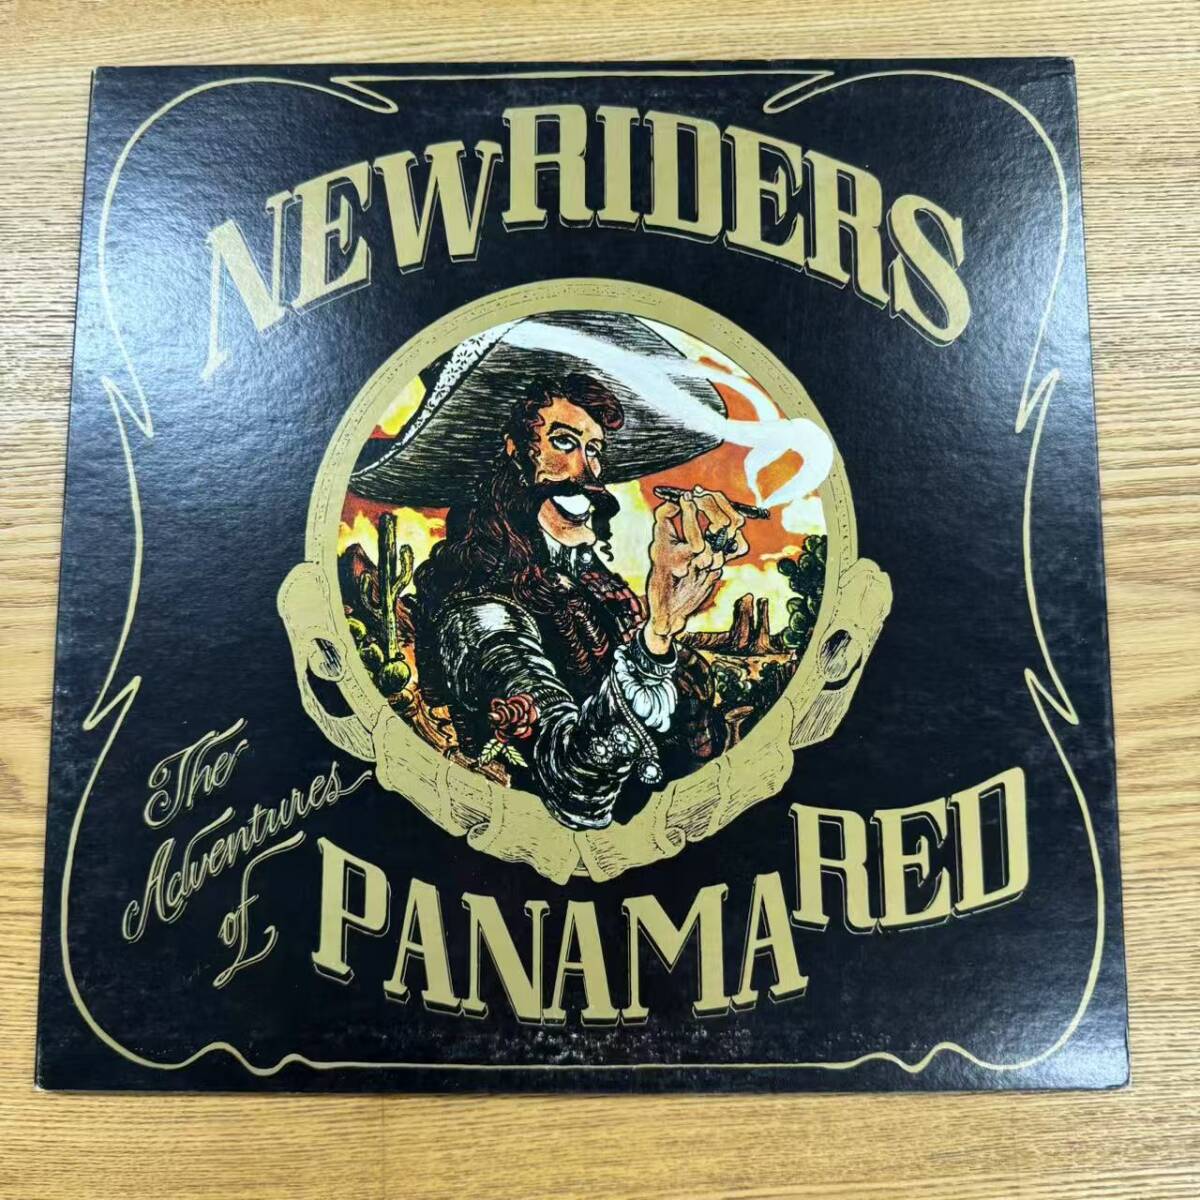 NEW RIDERS
The
Adventures
of
PANAMA RED